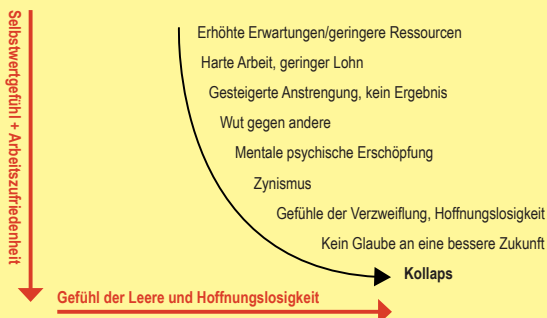 Selbstwertgefühl + Arbeitszufriedenheit
Erhöhte Erwartungen/geringere Ressourcen
Harte Arbeit, geringer Lohn
Gesteigerte Anstrengung, kein Ergebnis
Wut gegen andere
Mentale psychische Erschöpfung
Zynismus
Gefühle der Verzweiflung, Hoffnungslosigkeit
Kein Glaube an eine bessere Zukunft
Kollaps
Gefühl der Leere und Hoffnungslosigkeit